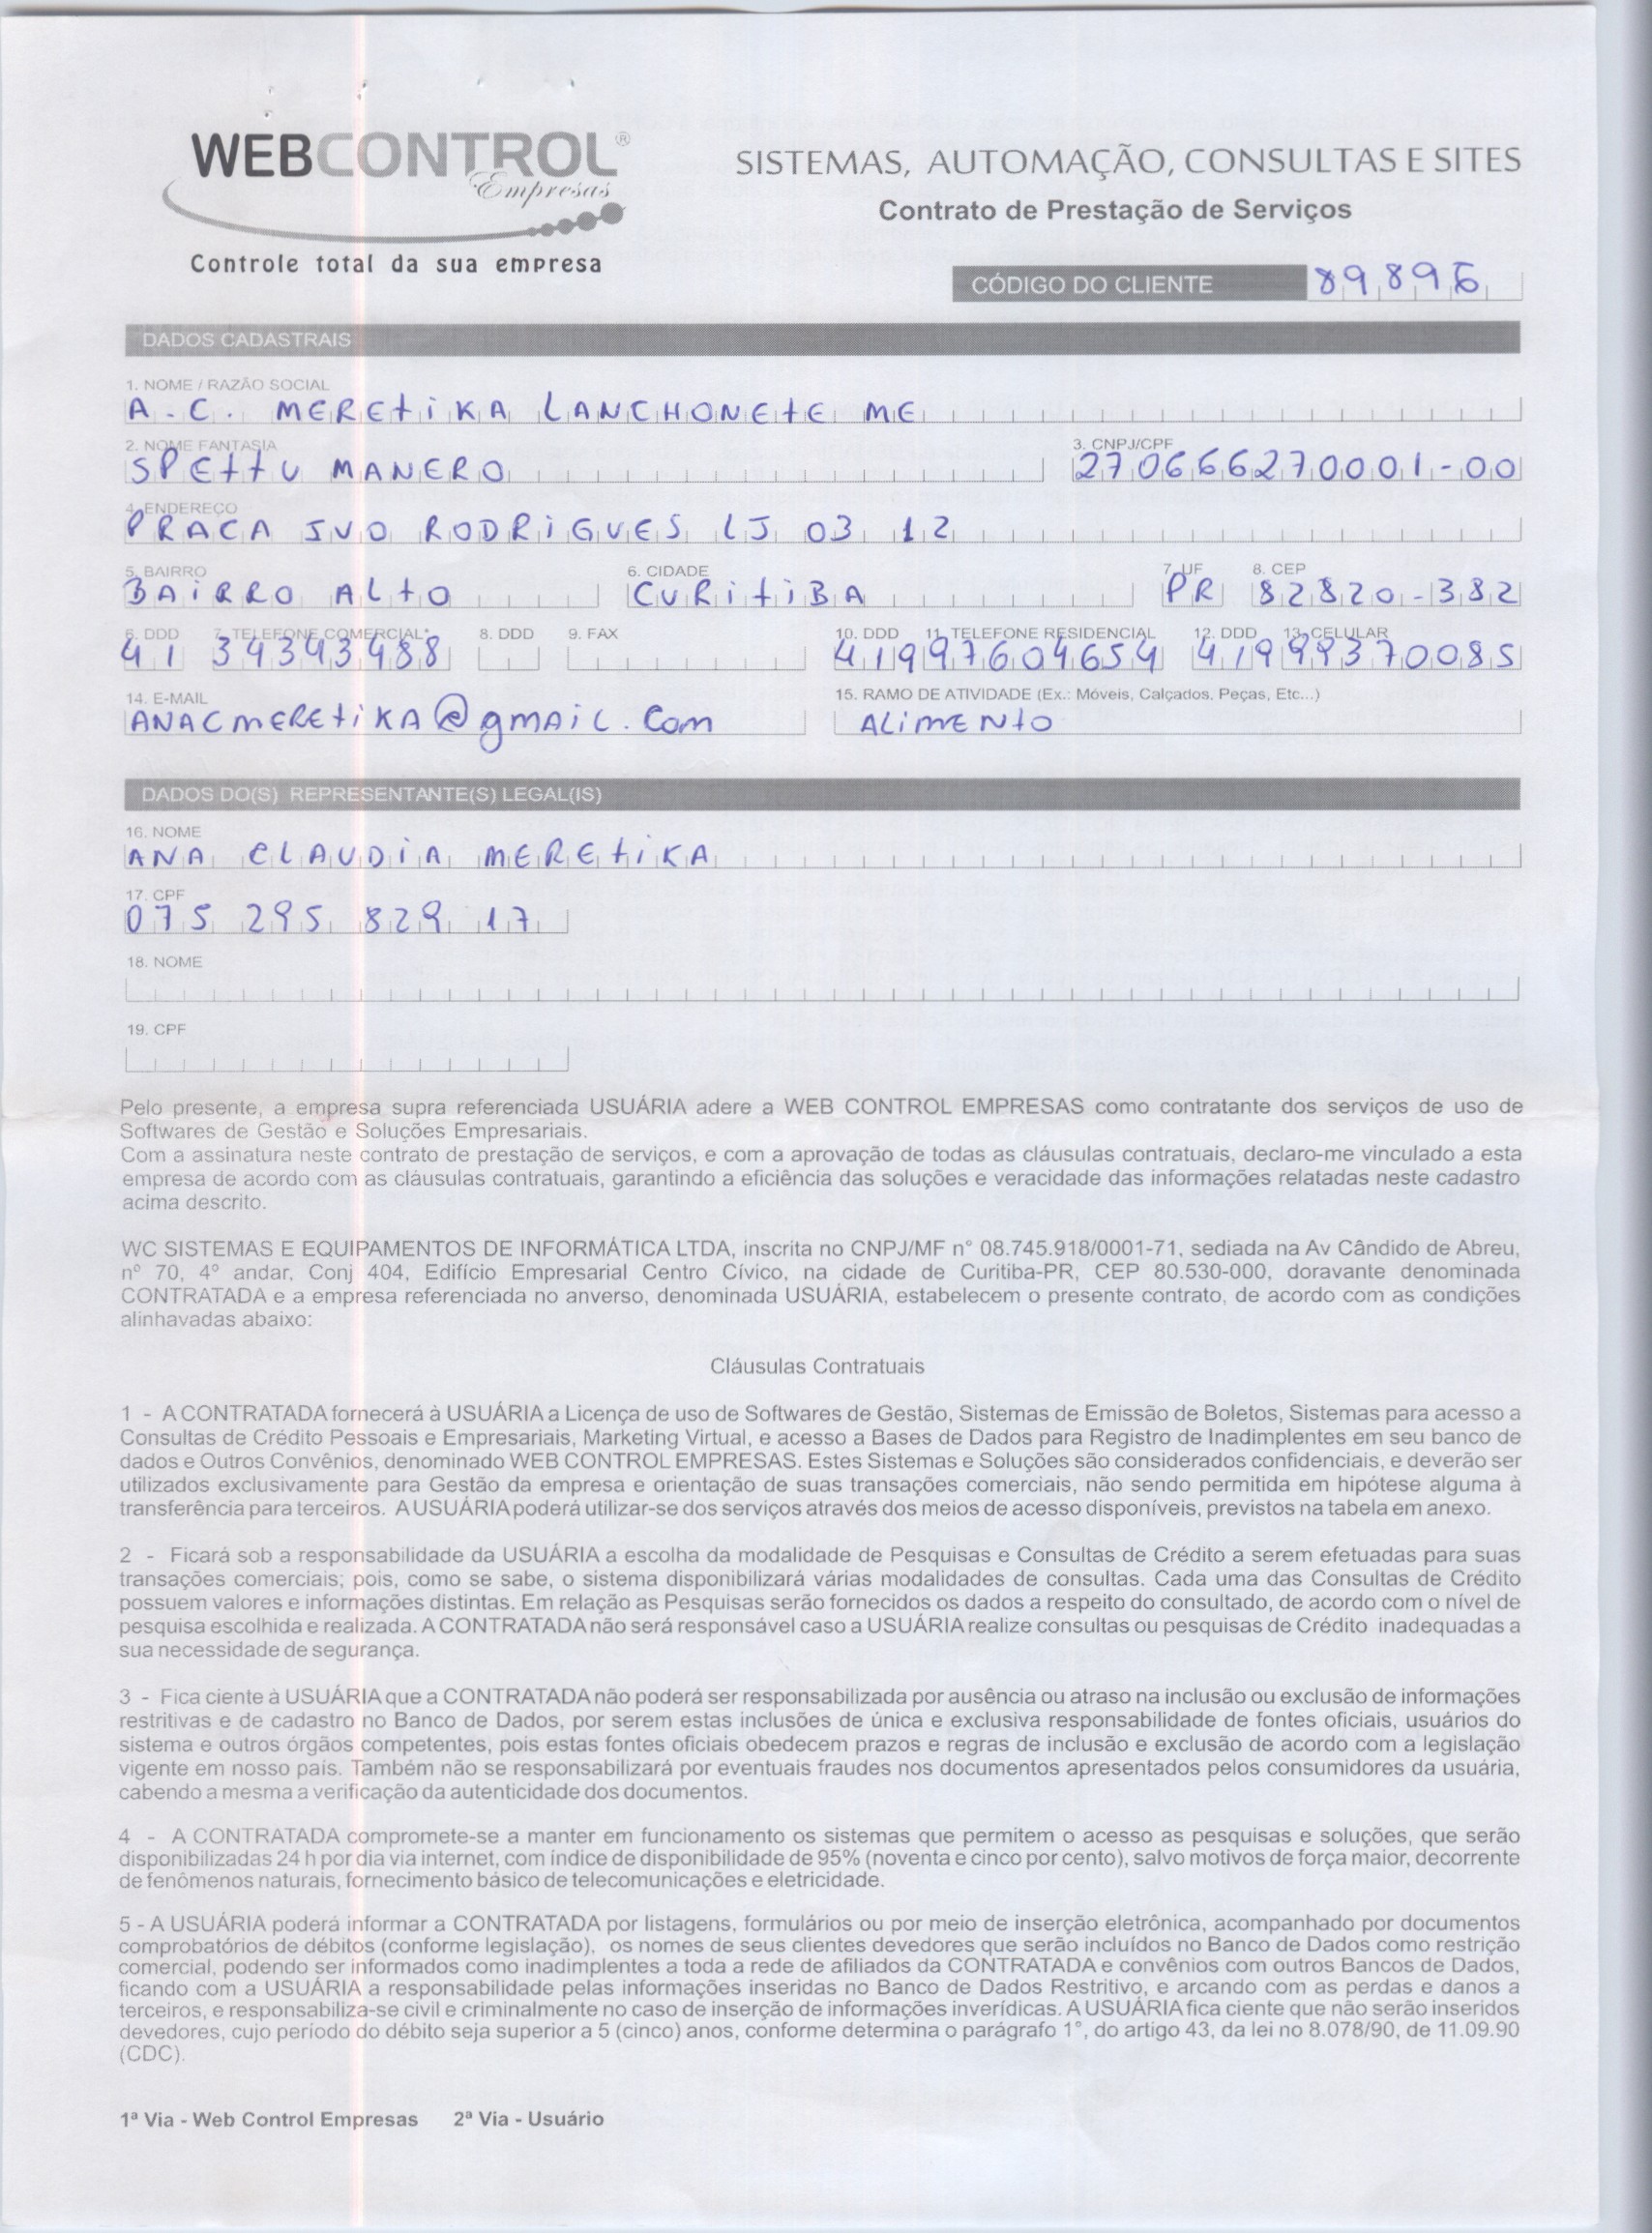 WEBCONTROL®
Empresas
Controle total da sua empresa
SISTEMAS, AUTOMAÇÃO, CONSULTAS E SITES
Contrato de Prestação de Serviços
CÓDIGO DO CLIENTE 89896
DADOS CADASTRAIS
1. NOME / RAZÃO SOCIAL
A.C. MERETIKA LANCHONETE ME
2. NOME FANTASIA 3. CNPJ/CPF
SPETTU MANERO 270666270001-00
4. ENDEREÇO
PRACA IVO RODRIGUES LJ 03 12
5. BAIRRO 6. CIDADE 7. UF 8. CEP
BAIRRO ALTO CURITIBA PR 82820-382
6. DDD 7. TELEFONE COMERCIAL* 8. DDD 9. FAX 10. DDD 11. TELEFONE RESIDENCIAL 12. DDD 13. CELULAR
41 34343488 41997604654 41999370085
14. E-MAIL 15. RAMO DE ATIVIDADE (Ex.: Móveis, Calçados. Peças, Etc...)
ANACMERETIKA@gmAiL.Com ALIMENTO
DADOS DO(S) REPRESENTANTE(S) LEGAL(IS)
16. NOME
ANA CLAUDIA MERETIKA
17. CPF
075 295 829 17
18. NOME
19. CPF
Pelo presente, a empresa supra referenciada USUÁRIA adere a WEB CONTROL EMPRESAS como contratante dos serviços de uso de
Softwares de Gestão e Soluções Empresariais.
Com a assinatura neste contrato de prestação de serviços, e com a aprovação de todas as cláusulas contratuais, declaro-me vinculado a esta
empresa de acordo com as cláusulas contratuais, garantindo a eficiência das soluções e veracidade das informações relatadas neste cadastro
acima descrito.
WC SISTEMAS E EQUIPAMENTOS DE INFORMÁTICA LTDA, inscrita no CNPJ/MF n° 08.745.918/0001-71, sediada na Av Cândido de Abreu,
nº 70, 4º andar, Conj 404, Edifício Empresarial Centro Cívico, na cidade de Curitiba-PR, CEP 80.530-000, doravante denominada
CONTRATADA e a empresa referenciada no anverso, denominada USUÁRIA, estabelecem o presente contrato, de acordo com as condições
alinhavadas abaixo:
Cláusulas Contratuais
1 - A CONTRATADA fornecerá à USUÁRIA a Licença de uso de Softwares de Gestão, Sistemas de Emissão de Boletos, Sistemas para acesso a
Consultas de Crédito Pessoais e Empresariais, Marketing Virtual, e acesso a Bases de Dados para Registro de Inadimplentes em seu banco de
dados e Outros Convênios, denominado WEB CONTROL EMPRESAS. Estes Sistemas e Soluções são considerados confidenciais, e deverão ser
utilizados exclusivamente para Gestão da empresa e orientação de suas transações comerciais, não sendo permitida em hipótese alguma à
transferência para terceiros. A USUÁRIA poderá utilizar-se dos serviços através dos meios de acesso disponíveis, previstos na tabela em anexo.
2 - Ficará sob a responsabilidade da USUÁRIA a escolha da modalidade de Pesquisas e Consultas de Crédito a serem efetuadas para suas
transações comerciais; pois, como se sabe, o sistema disponibilizará várias modalidades de consultas. Cada uma das Consultas de Crédito
possuem valores e informações distintas. Em relação as Pesquisas serão fornecidos os dados a respeito do consultado, de acordo com o nível de
pesquisa escolhida e realizada. A CONTRATADA não será responsável caso a USUÁRIA realize consultas ou pesquisas de Crédito inadequadas a
sua necessidade de segurança.
3 - Fica ciente à USUÁRIA que a CONTRATADA não poderá ser responsabilizada por ausência ou atraso na inclusão ou exclusão de informações
restritivas e de cadastro no Banco de Dados, por serem estas inclusões de única e exclusiva responsabilidade de fontes oficiais, usuários do
sistema e outros órgãos competentes, pois estas fontes oficiais obedecem prazos e regras de inclusão e exclusão de acordo com a legislação
vigente em nosso país. Também não se responsabilizará por eventuais fraudes nos documentos apresentados pelos consumidores da usuária,
cabendo a mesma a verificação da autenticidade dos documentos.
4 - A CONTRATADA compromete-se a manter em funcionamento os sistemas que permitem o acesso as pesquisas e soluções, que serão
disponibilizadas 24 h por dia via internet, com índice de disponibilidade de 95% (noventa e cinco por cento), salvo motivos de força maior, decorrente
de fenômenos naturais, fornecimento básico de telecomunicações e eletricidade.
5 - A USUÁRIA poderá informar a CONTRATADA por listagens, formulários ou por meio de inserção eletrônica, acompanhado por documentos
comprobatórios de débitos (conforme legislação), os nomes de seus clientes devedores que serão incluídos no Banco de Dados como restrição
comercial, podendo ser informados como inadimplentes a toda a rede de afiliados da CONTRATADA e convênios com outros Bancos de Dados,
ficando com a USUÁRIA a responsabilidade pelas informações inseridas no Banco de Dados Restritivo, e arcando com as perdas e danos a
terceiros, e responsabiliza-se civil e criminalmente no caso de inserção de informações inverídicas. A USUÁRIA fica ciente que não serão inseridos
devedores, cujo período do débito seja superior a 5 (cinco) anos, conforme determina o parágrafo 1°, do artigo 43, da lei no 8.078/90, de 11.09.90
(CDC).
1ª Via - Web Control Empresas 2ª Via - Usuário